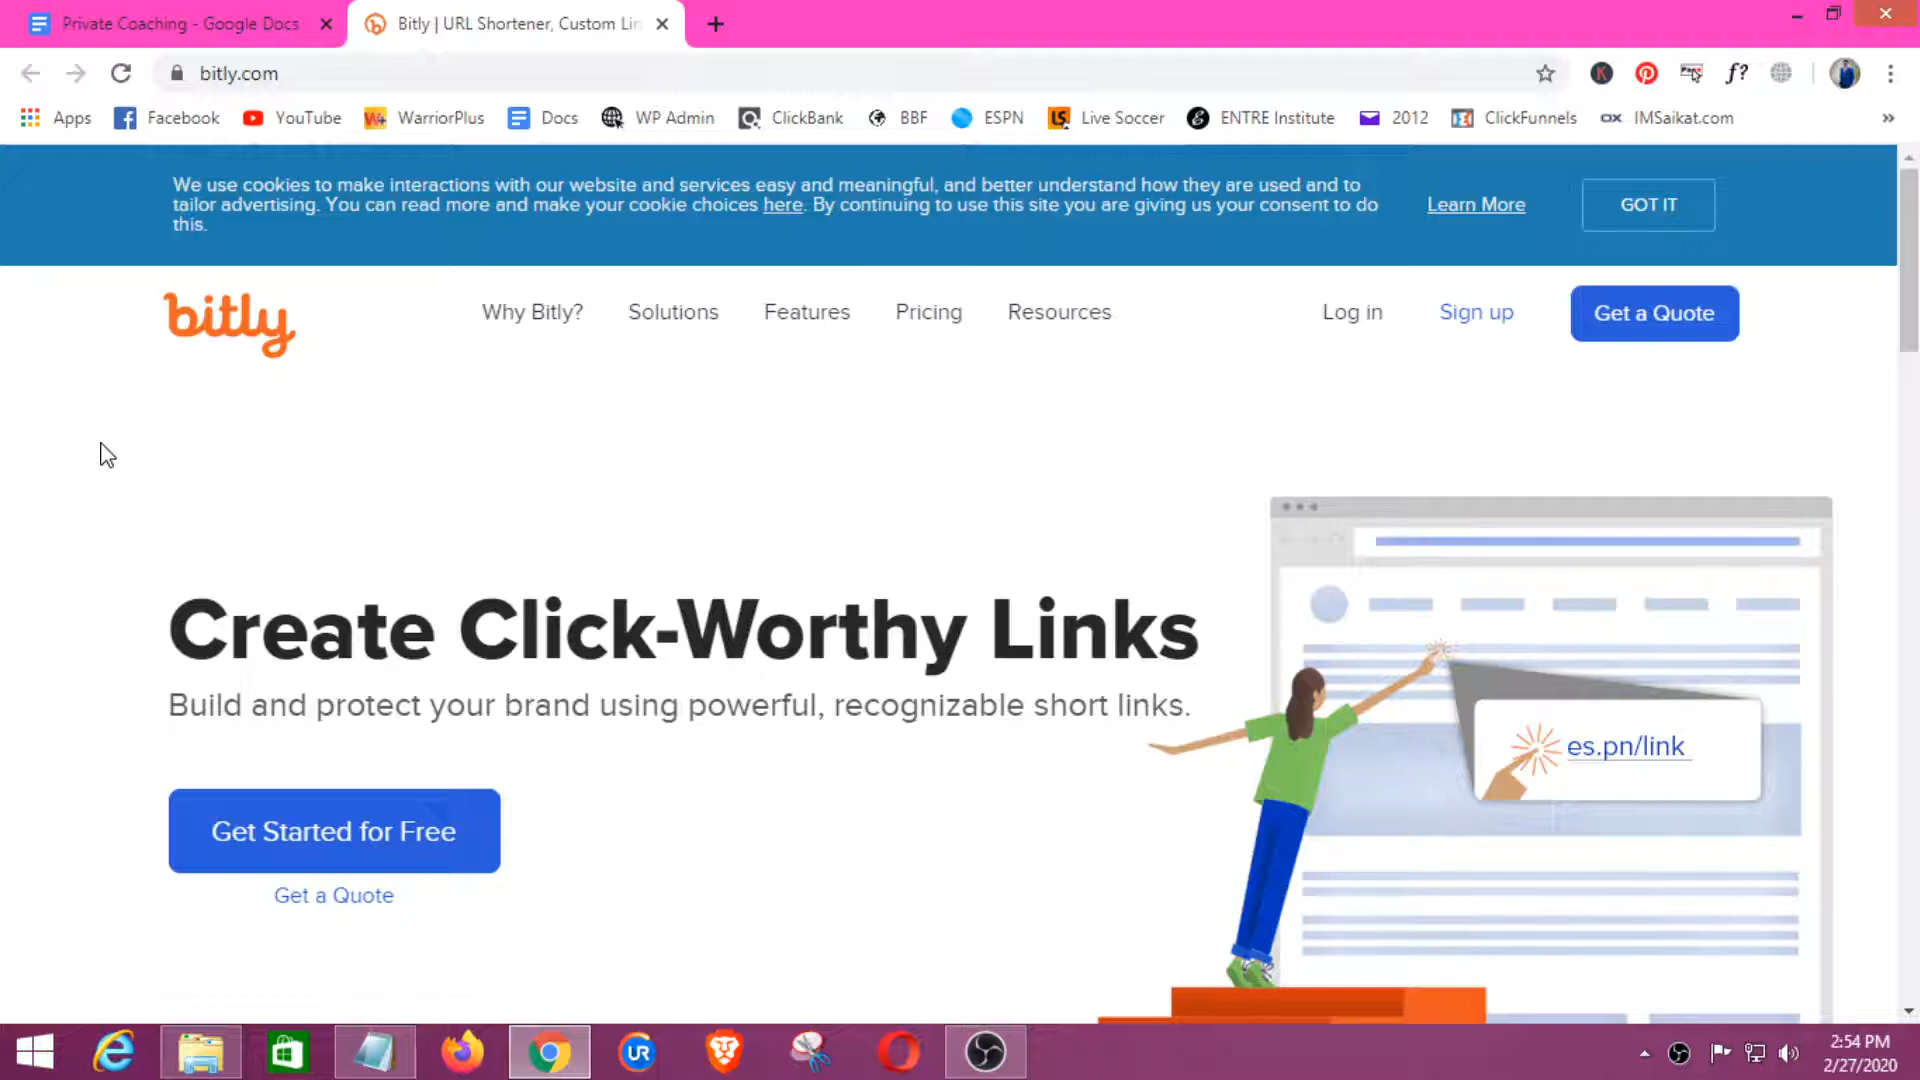 Private Coaching - Google Docs
Bitly | URL Shortener, Custom Lin
bitly.com
Apps
Facebook
YouTube
WarriorPlus
Docs
WP Admin
ClickBank
BBF
ESPN
Live Soccer
ENTRE Institute
2012
ClickFunnels
IMSaikat.com
We use cookies to make interactions with our website and services easy and meaningful, and better understand how they are used and to
tailor advertising. You can read more and make your cookie choices here. By continuing to use this site you are giving us your consent to do
this.
Learn More
GOT IT
bitly
Why Bitly?
Solutions
Features
Pricing
Resources
Log in
Sign up
Get a Quote
Create Click-Worthy Links
Build and protect your brand using powerful, recognizable short links.
es.pn/link
Get Started for Free
Get a Quote
UR
2:54 PM
2/27/2020